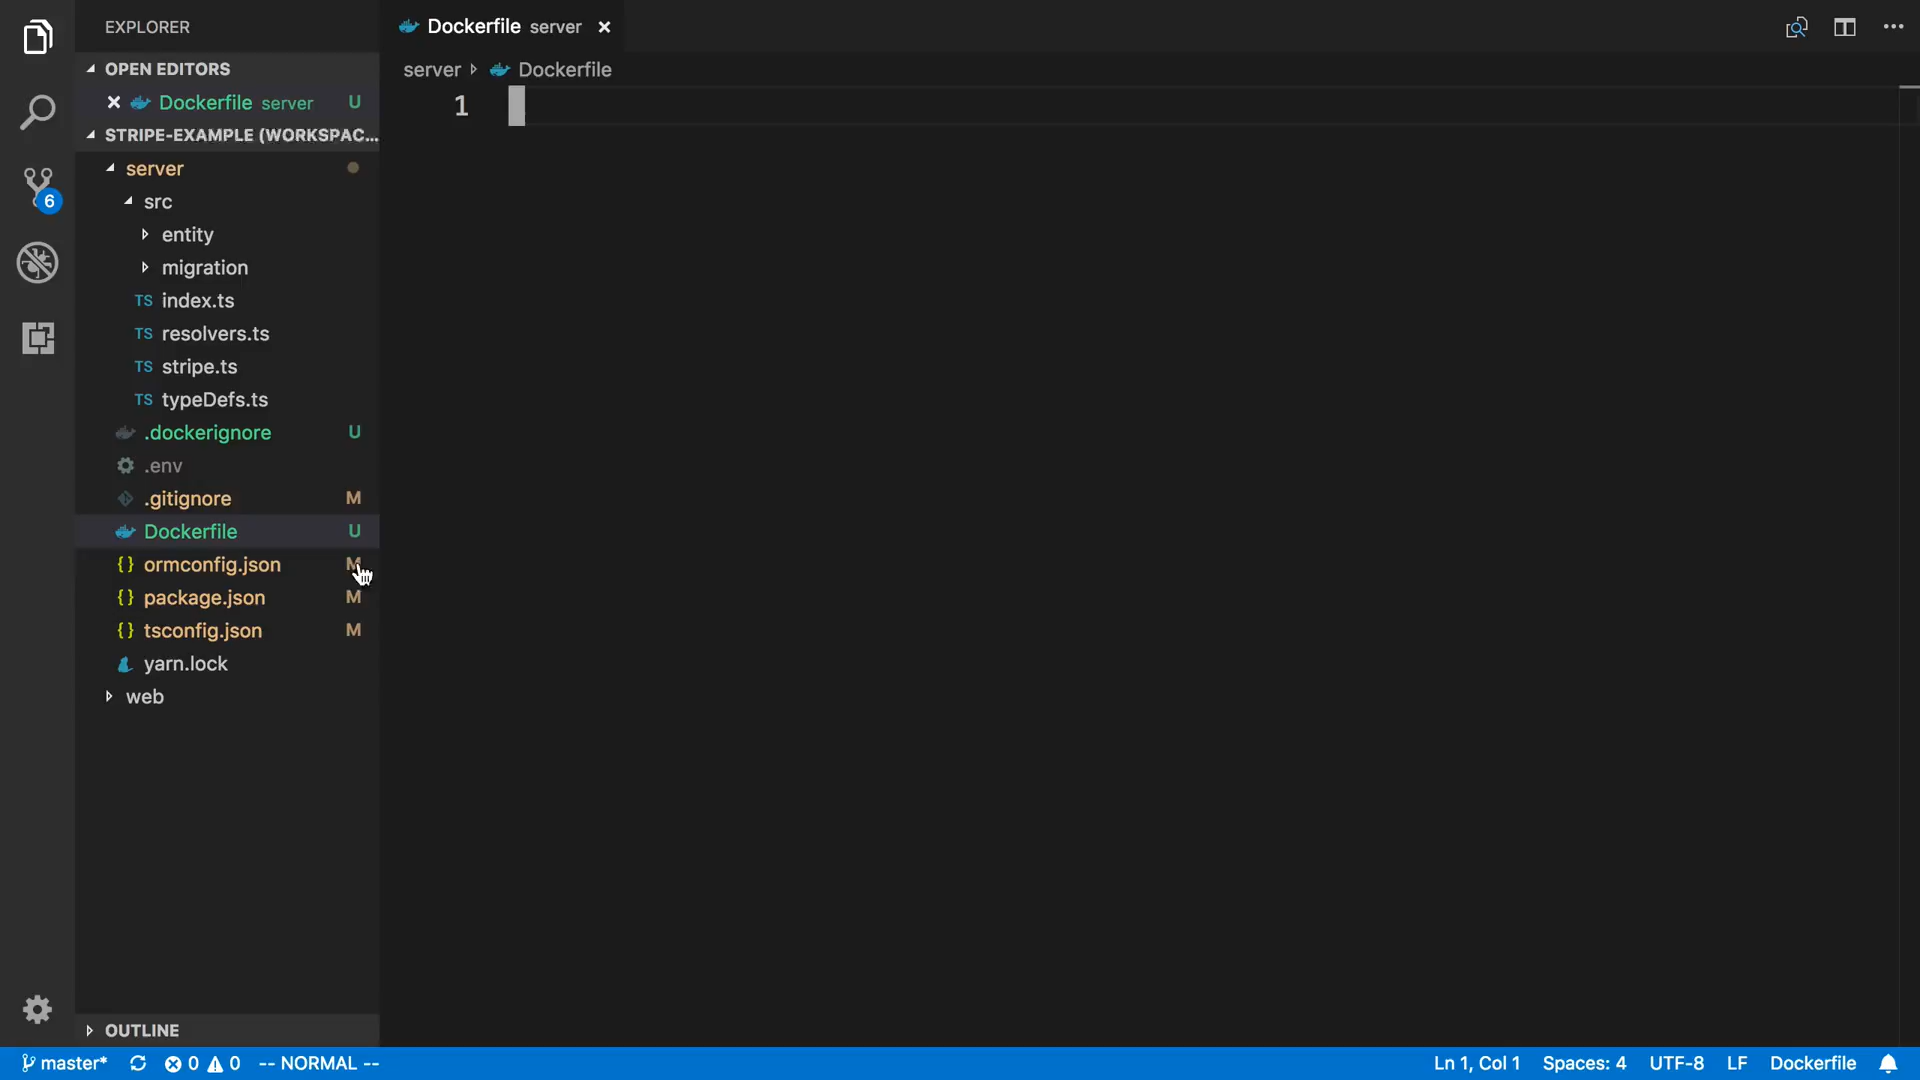 EXPLORER
Dockerfile server
OPEN EDITORS
server Dockerfile
Dockerfile server U
1
STRIPE-EXAMPLE (WORKSPAC...
server
src
6
entity
migration
TS index.ts
TS resolvers.ts
TS stripe.ts
TS typeDefs.ts
.dockerignore U
.env
.gitignore M
Dockerfile U
{} ormconfig.json M
{} package.json M
{} tsconfig.json M
yarn.lock
web
OUTLINE
master* 0 0 -- NORMAL -- Ln 1, Col 1 Spaces: 4 UTF-8 LF Dockerfile